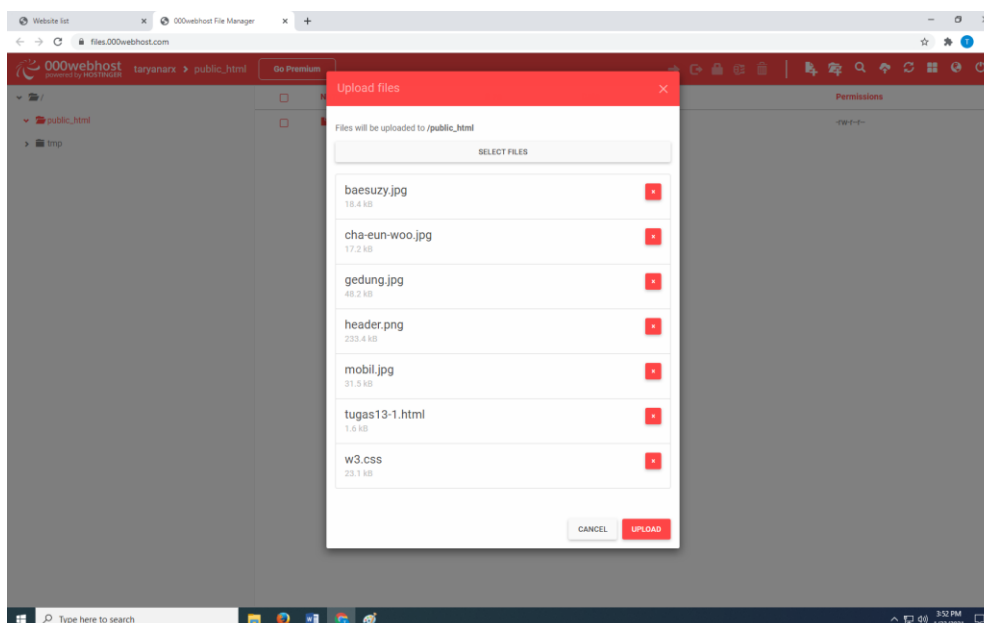 Website list
000webhost File Manager
files.000webhost.com
T
000webhost
powered by HOSTINGER
taryanarx > public_html
Go Premium
/
public_html
tmp
N
Permissions
-rw-r--r--
Upload files
Files will be uploaded to /public_html
SELECT FILES
baesuzy.jpg
18.4 kB
cha-eun-woo.jpg
17.2 kB
gedung.jpg
48.2 kB
header.png
233.4 kB
mobil.jpg
31.5 kB
tugas13-1.html
1.6 kB
w3.css
23.1 kB
CANCEL
UPLOAD
Type here to search
3:52 PM